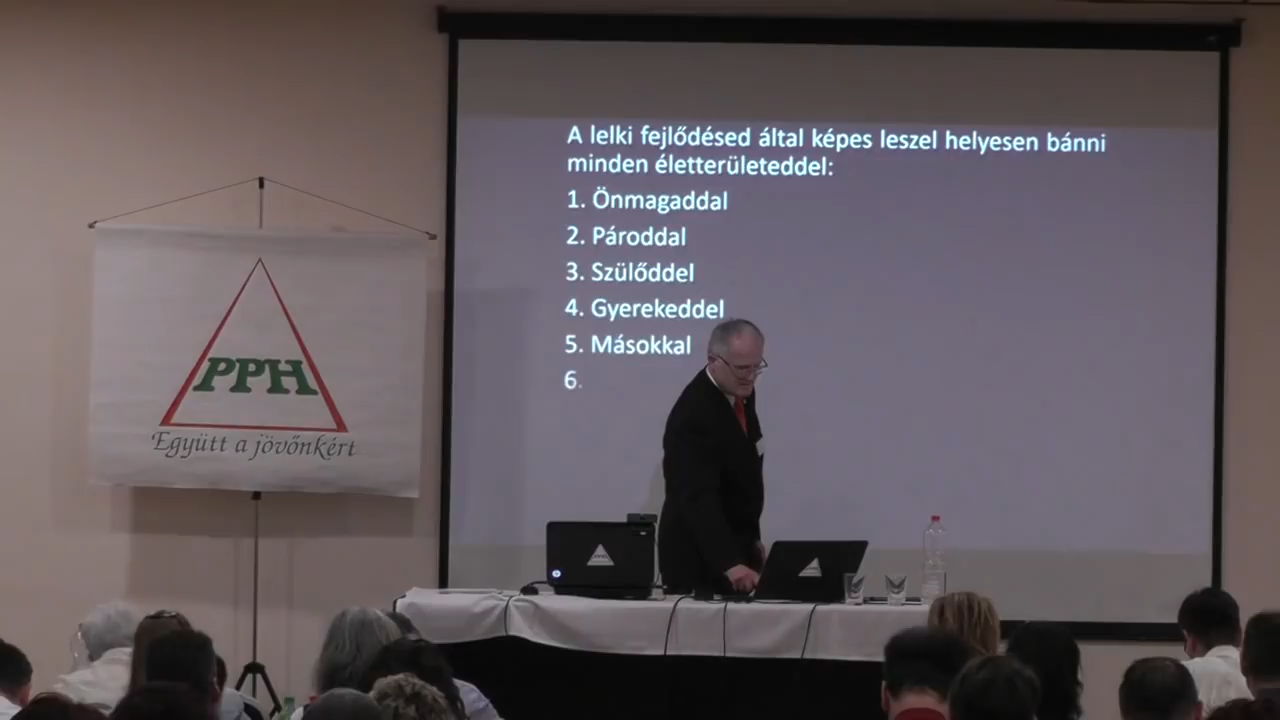 A lelki fejlődésed által képes leszel helyesen bánni
minden életterületeddel:
1. Önmagaddal
2. Pároddal
3. Szülőddel
4. Gyerekeddel
5. Másokkal
6.
PPH
Együtt a jövőnkért
hp